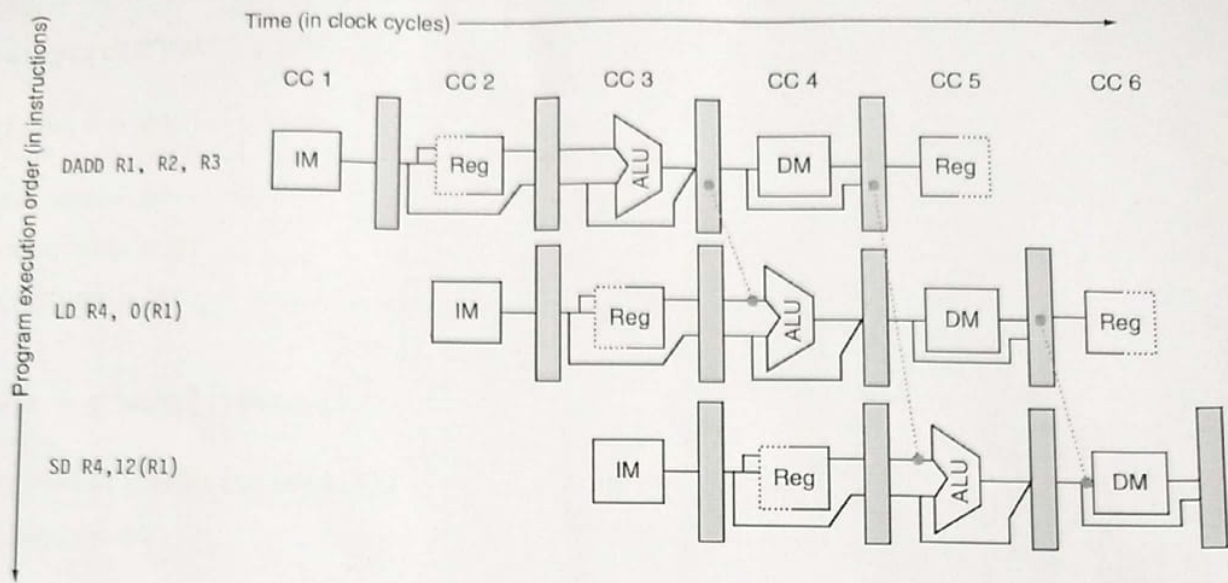 Time (in clock cycles)
Program execution order (in instructions)
CC 1 CC 2 CC 3 CC 4 CC 5 CC 6
DADD R1, R2, R3
IM Reg ALU DM Reg
LD R4, 0(R1)
IM Reg ALU DM Reg
SD R4,12(R1)
IM Reg ALU DM